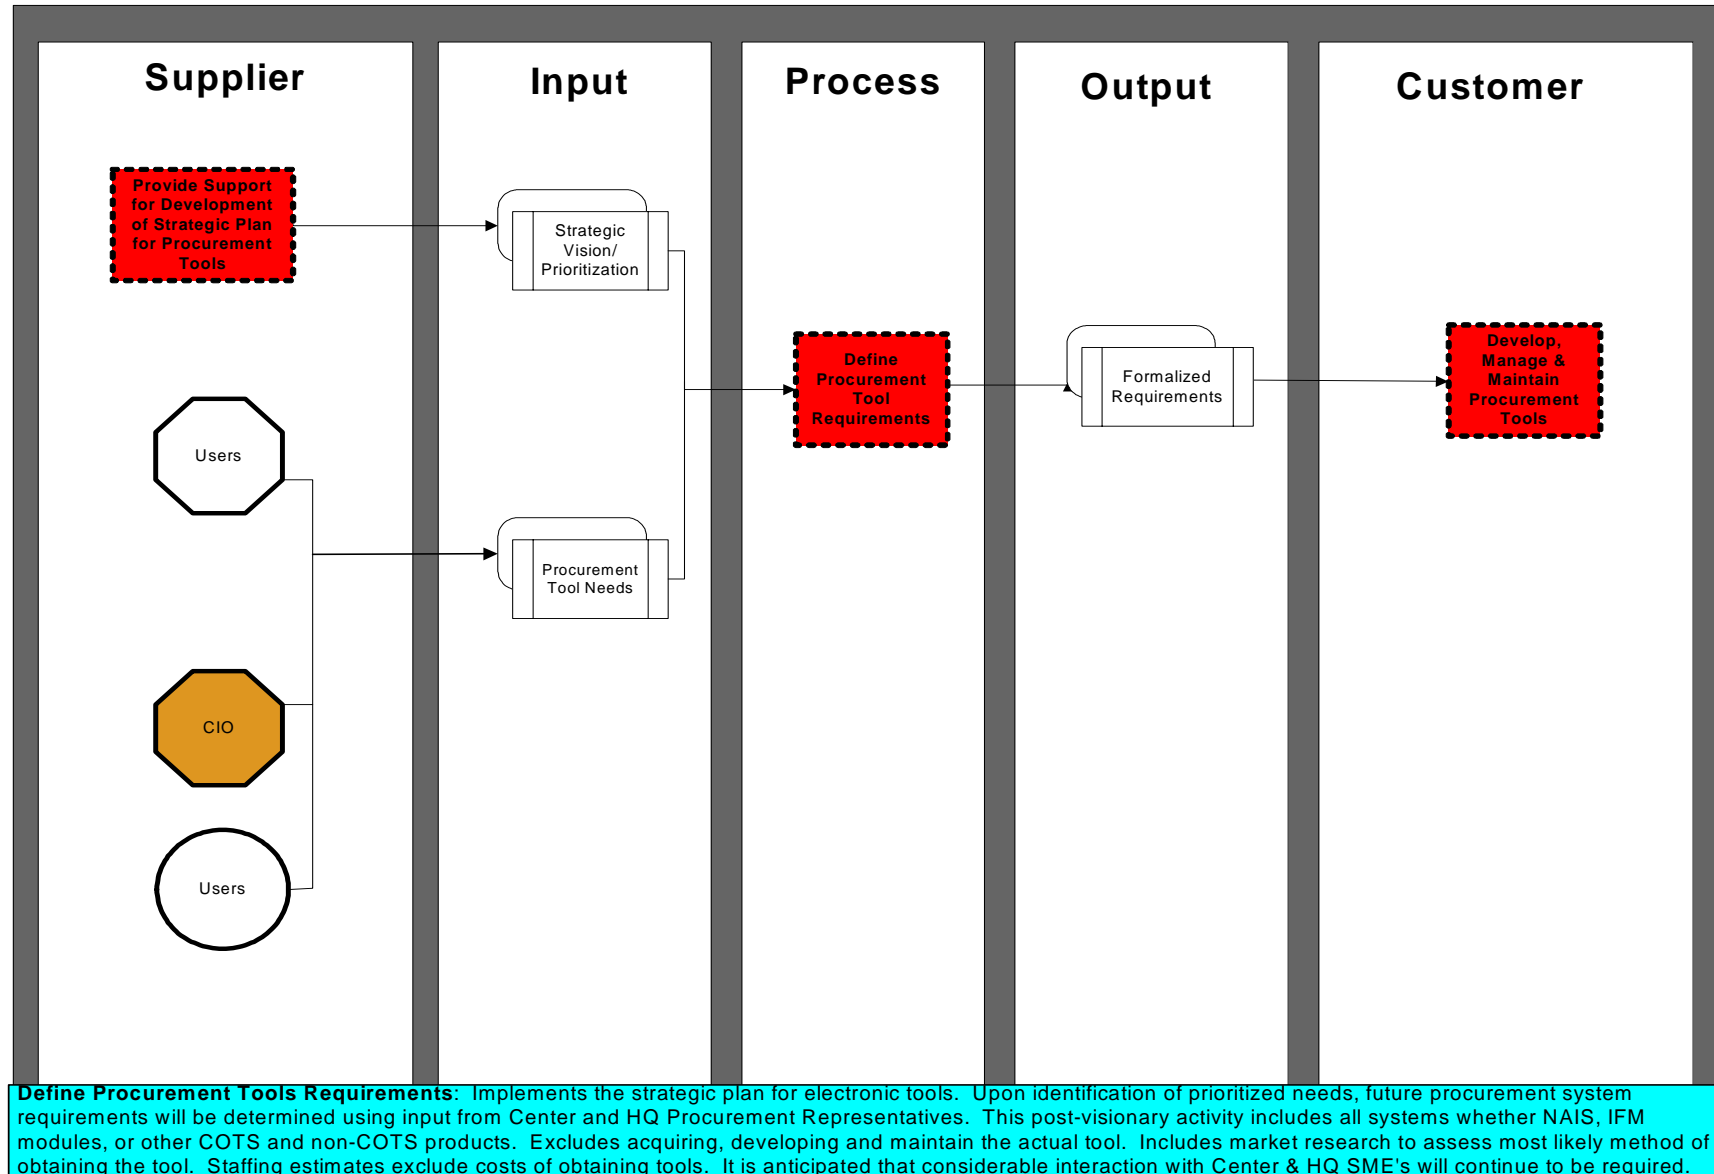 Supplier
Input
Process
Output
Customer
Provide Support
for Development
of Strategic Plan
for Procurement
Tools
Strategic
Vision/
Prioritization
Define
Procurement
Tool
Requirements
Formalized
Requirements
Develop,
Manage &
Maintain
Procurement
Tools
Users
Procurement
Tool Needs
CIO
Users
Define Procurement Tools Requirements:  Implements the strategic plan for electronic tools.  Upon identification of prioritized needs, future procurement system
requirements will be determined using input from Center and HQ Procurement Representatives.  This post-visionary activity includes all systems whether NAIS, IFM
modules, or other COTS and non-COTS products.  Excludes acquiring, developing and maintain the actual tool.  Includes market research to assess most likely method of
obtaining the tool.  Staffing estimates exclude costs of obtaining tools.  It is anticipated that considerable interaction with Center & HQ SME's will continue to be required.